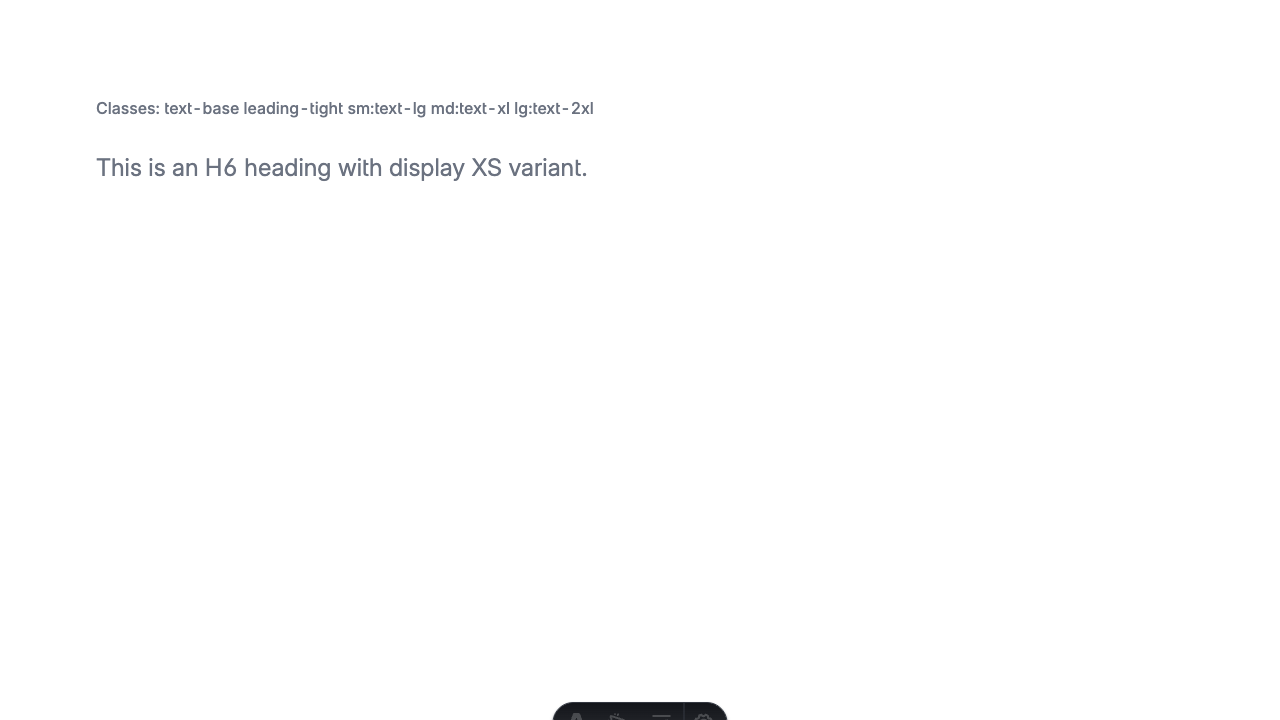 Classes: text-base leading-tight sm:text-lg md:text-xl lg:text-2xl
This is an H6 heading with display XS variant.